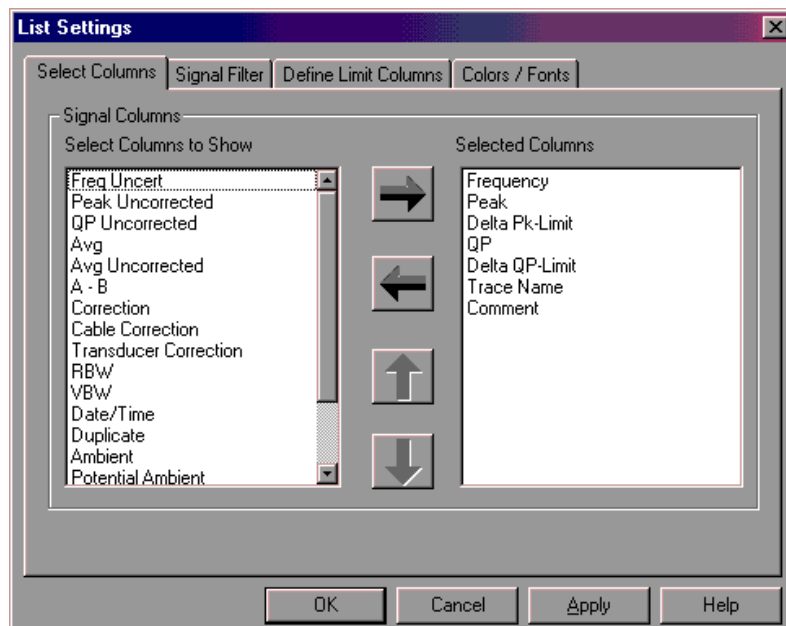 List Settings
Select Columns
Signal Filter
Define Limit Columns
Colors / Fonts
Signal Columns
Select Columns to Show
Selected Columns
Freq Uncert
Peak Uncorrected
QP Uncorrected
Avg
Avg Uncorrected
A - B
Correction
Cable Correction
Transducer Correction
RBW
VBW
Date/Time
Duplicate
Ambient
Potential Ambient
Frequency
Peak
Delta Pk-Limit
QP
Delta QP-Limit
Trace Name
Comment
OK
Cancel
Apply
Help